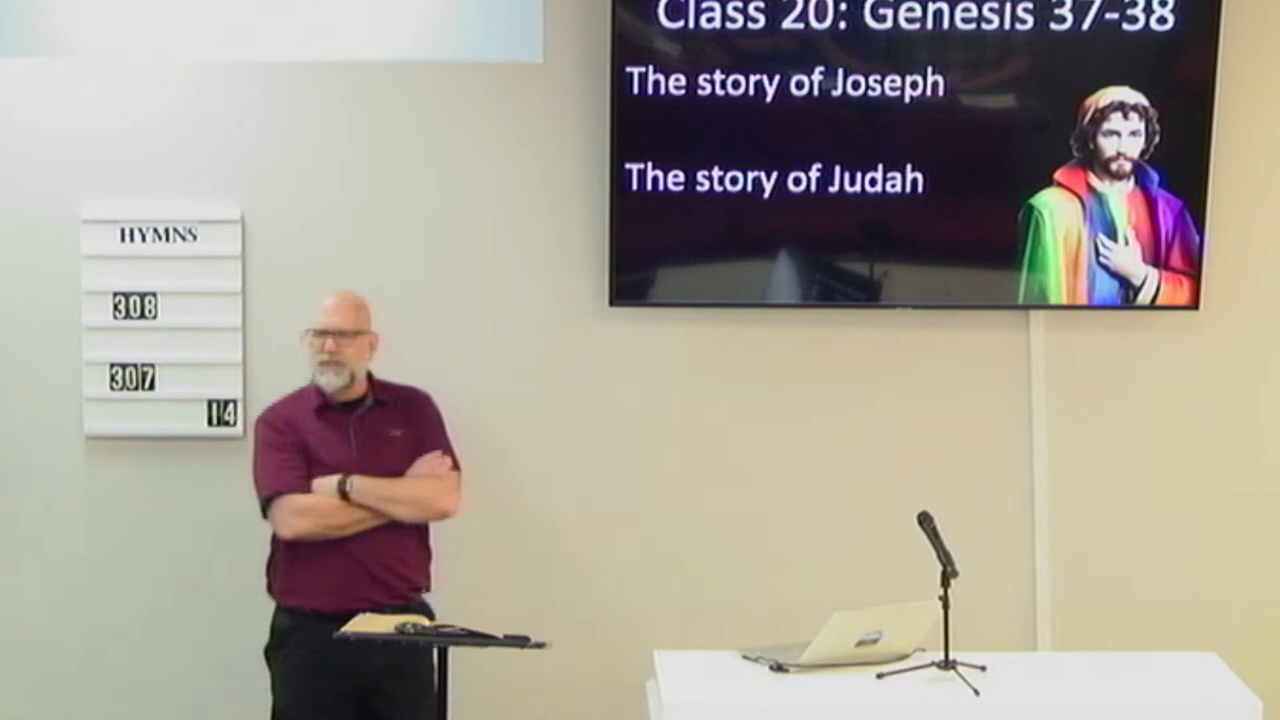 Class 20: Genesis 37-38
The story of Joseph
The story of Judah
HYMNS
308
307
14